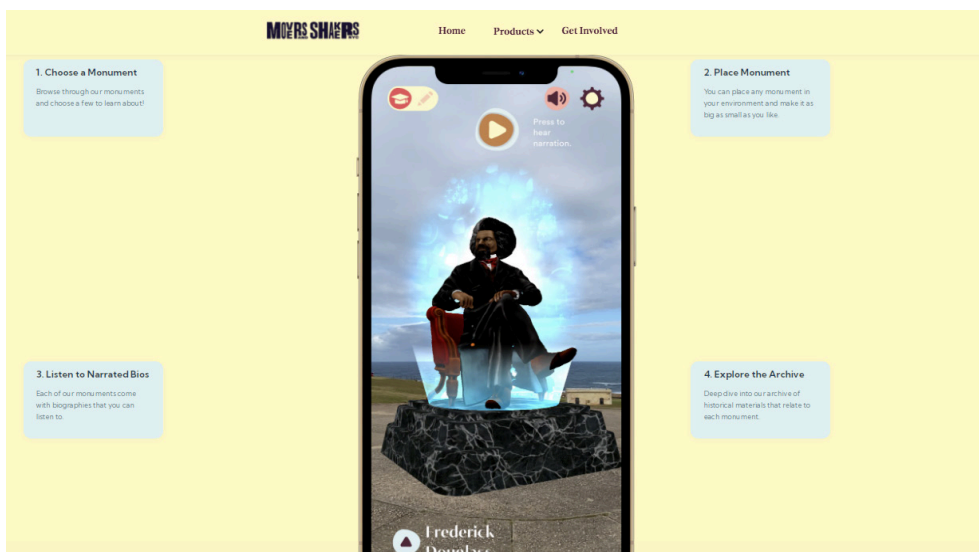 MOVERS SHAKERS
Home
Products
Get Involved
1. Choose a Monument
Browse through our monuments
and choose a few to learn about!
2. Place Monument
You can place any monument in
your environment and make it as
big as small as you like.
Press to
hear
narration.
3. Listen to Narrated Bios
Each of our monuments come
with biographies that you can
listen to.
4. Explore the Archive
Deep dive into our archive of
historical materials that relate to
each monument.
Frederick
Douglass